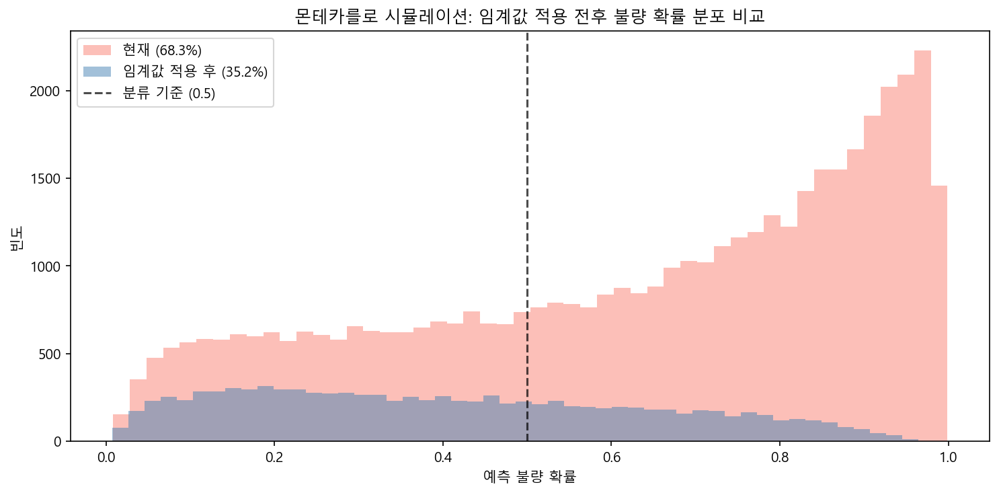 몬테카를로 시뮬레이션: 임계값 적용 전후 불량 확률 분포 비교
현재 (68.3%)
임계값 적용 후 (35.2%)
분류 기준 (0.5)
빈도
2000
1500
1000
500
0
0.0 0.2 0.4 0.6 0.8 1.0
예측 불량 확률